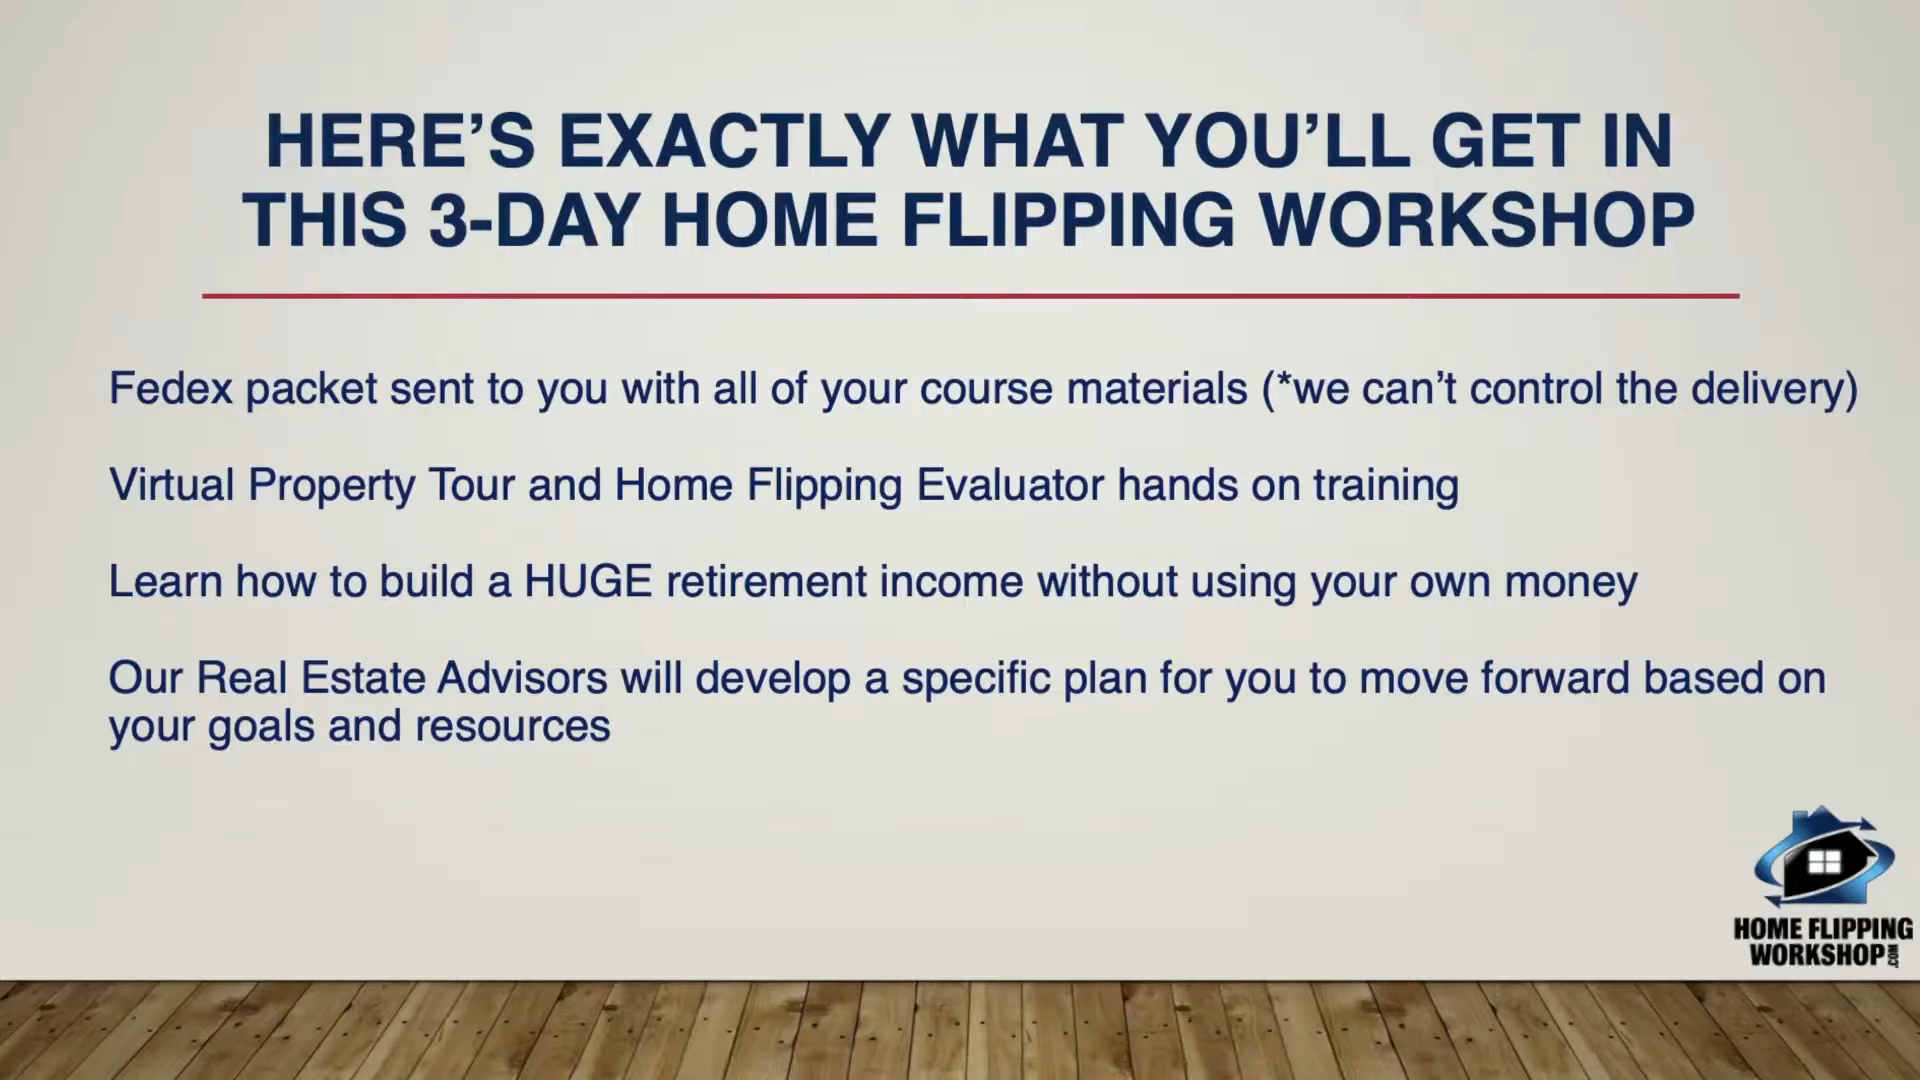 HERE’S EXACTLY WHAT YOU’LL GET IN
THIS 3-DAY HOME FLIPPING WORKSHOP
Fedex packet sent to you with all of your course materials (*we can’t control the delivery)
Virtual Property Tour and Home Flipping Evaluator hands on training
Learn how to build a HUGE retirement income without using your own money
Our Real Estate Advisors will develop a specific plan for you to move forward based on
your goals and resources
HOME FLIPPING
WORKSHOP.COM